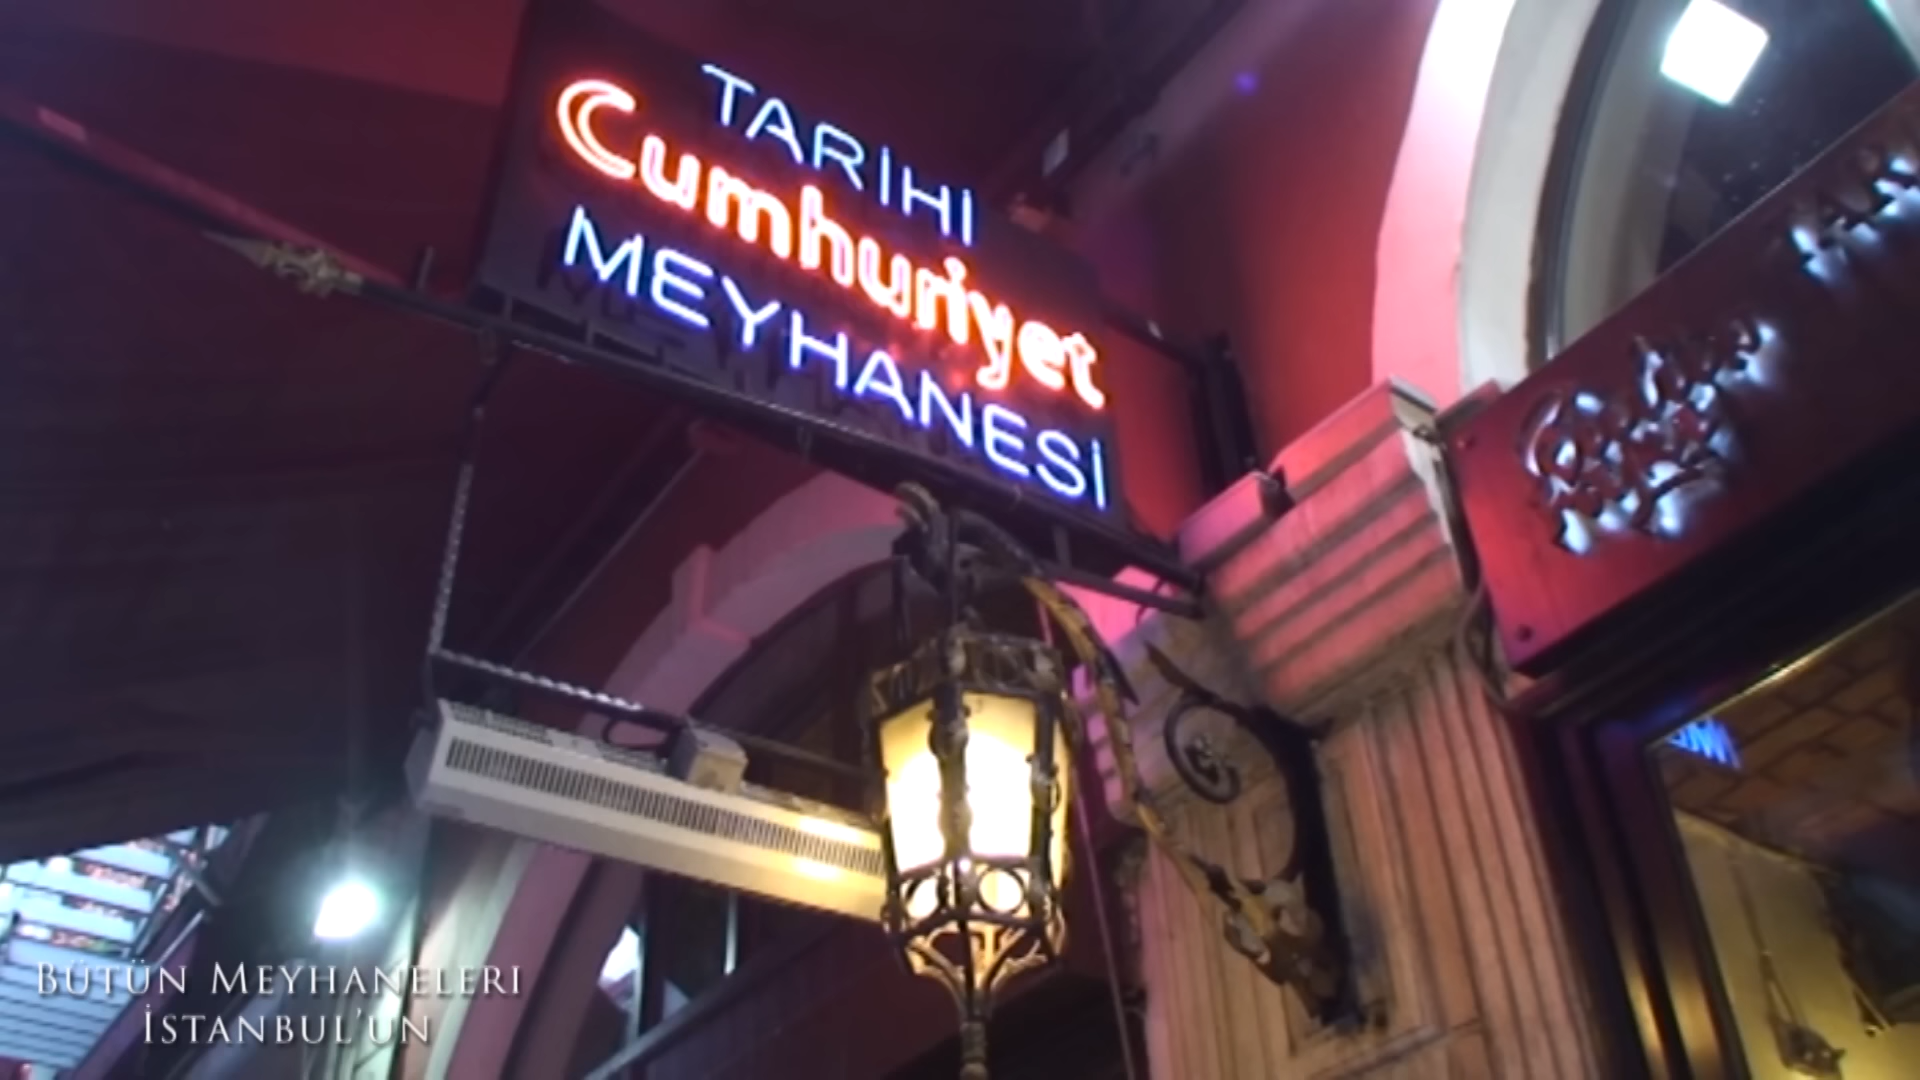 TARİHİ
Cumhuriyet
MEYHANESİ
BÜTÜN MEYHANELERI
İSTANBUL'UN